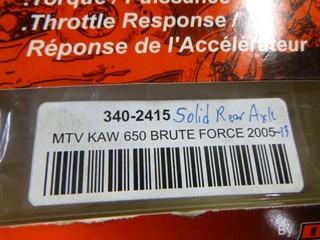 .Torque / Puissance
.Throttle Response /
Réponse de l'Accélérateur
340-2415 Solid Rear Axle
MTV KAW 650 BRUTE FORCE 2005-13
By